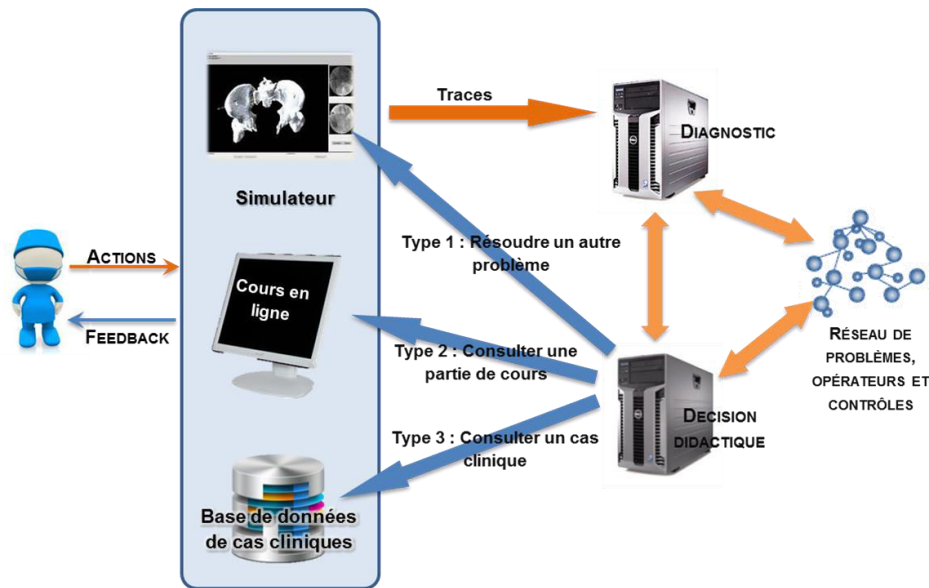 Traces
DIAGNOSTIC
Simulateur
Type 1 : Résoudre un autre
problème
ACTIONS
FEEDBACK
Cours en
ligne
Type 2 : Consulter une
partie de cours
RÉSEAU DE
PROBLÈMES,
OPÉRATEURS ET
CONTRÔLES
DECISION
DIDACTIQUE
Type 3 : Consulter un cas
clinique
Base de données
de cas cliniques